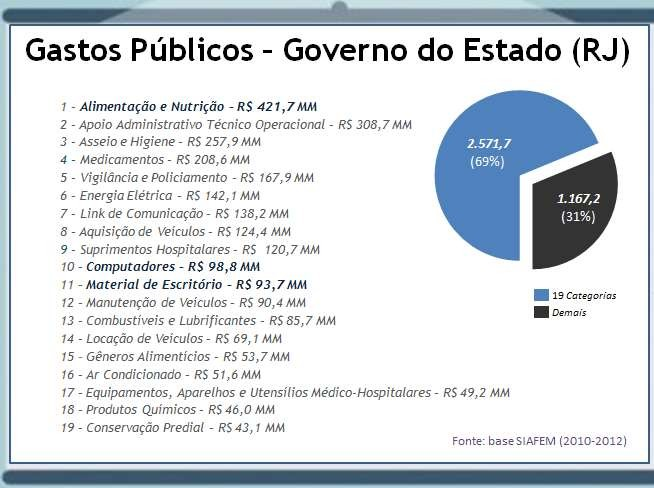 Gastos Públicos – Governo do Estado (RJ)
1 - Alimentação e Nutrição – R$ 421,7 MM
2 - Apoio Administrativo Técnico Operacional – R$ 308,7 MM
3 - Asseio e Higiene – R$ 257,9 MM
4 - Medicamentos – R$ 208,6 MM
5 - Vigilância e Policiamento – R$ 167,9 MM
6 - Energia Elétrica – R$ 142,1 MM
7 - Link de Comunicação – R$ 138,2 MM
8 - Aquisição de Veículos – R$ 124,4 MM
9 - Suprimentos Hospitalares – R$ 120,7 MM
10 - Computadores – R$ 98,8 MM
11 - Material de Escritório – R$ 93,7 MM
12 - Manutenção de Veículos – R$ 90,4 MM
13 - Combustíveis e Lubrificantes – R$ 85,7 MM
14 - Locação de Veículos – R$ 69,1 MM
15 - Gêneros Alimentícios – R$ 53,7 MM
16 - Ar Condicionado – R$ 51,6 MM
17 - Equipamentos, Aparelhos e Utensílios Médico-Hospitalares – R$ 49,2 MM
18 - Produtos Químicos – R$ 46,0 MM
19 - Conservação Predial – R$ 43,1 MM
2.571,7
(69%)
1.167,2
(31%)
19 Categorias
Demais
Fonte: base SIAFEM (2010-2012)